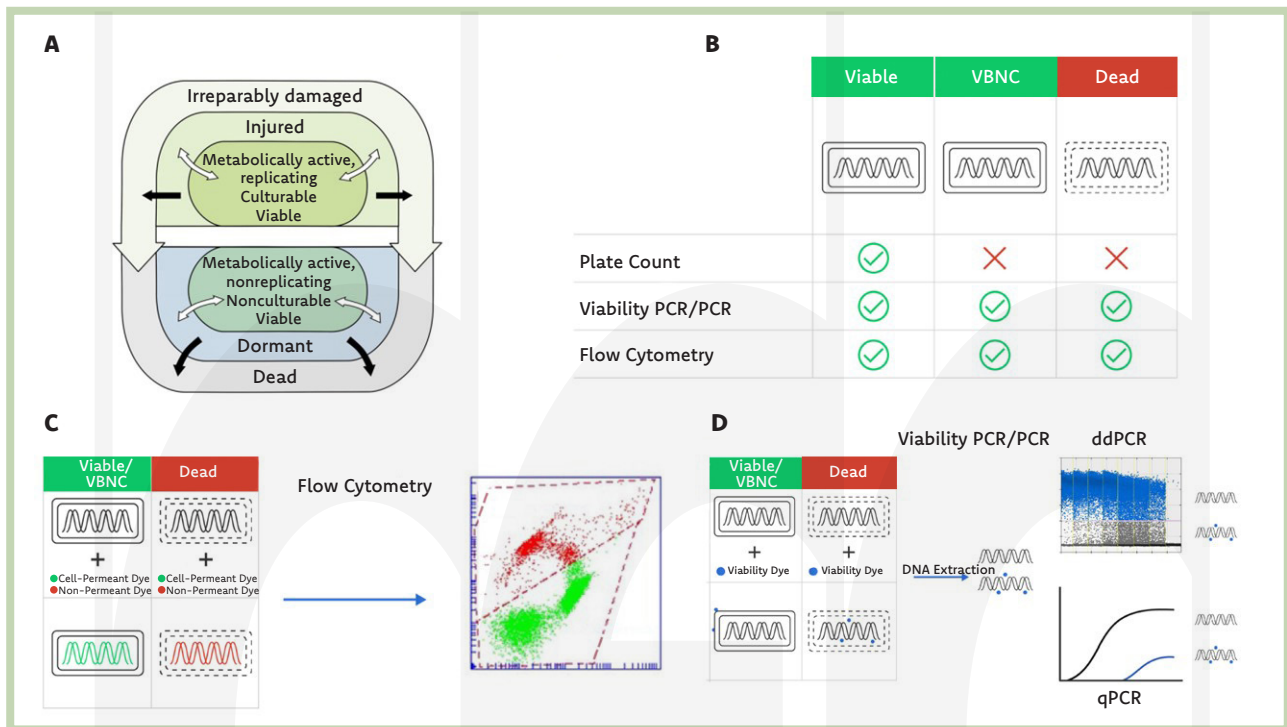 A
Irreparably damaged
Injured
Metabolically active,
replicating
Culturable
Viable
Metabolically active,
nonreplicating
Nonculturable
Viable
Dormant
Dead
B
Viable
VBNC
Dead
Plate Count
Viability PCR/PCR
Flow Cytometry
C
Viable/
VBNC
Dead
+
+
Cell-Permeant Dye
Non-Permeant Dye
Cell-Permeant Dye
Non-Permeant Dye
Flow Cytometry
D
Viable/
VBNC
Dead
+
+
Viability Dye
Viability Dye
DNA Extraction
Viability PCR/PCR
ddPCR
qPCR